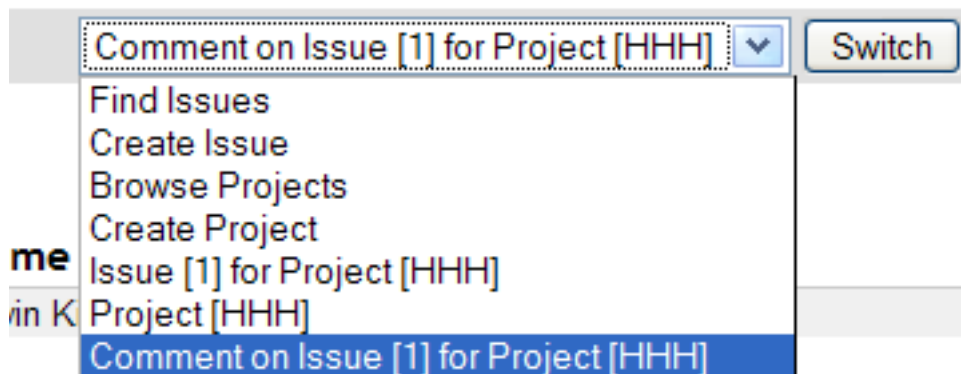 Comment on Issue [1] for Project [HHH] Switch
Find Issues
Create Issue
Browse Projects
Create Project
me
Issue [1] for Project [HHH]
vin K Project [HHH]
Comment on Issue [1] for Project [HHH]